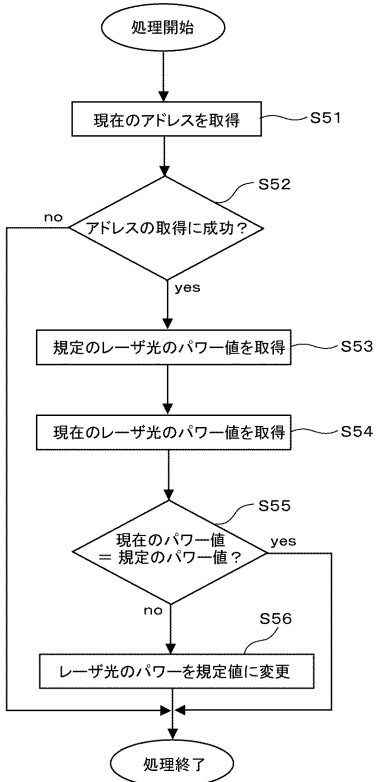 処理開始
現在のアドレスを取得
S51
S52
no
アドレスの取得に成功？
yes
規定のレーザ光のパワー値を取得
S53
現在のレーザ光のパワー値を取得
S54
S55
現在のパワー値
＝ 規定のパワー値？
yes
no
S56
レーザ光のパワーを規定値に変更
処理終了